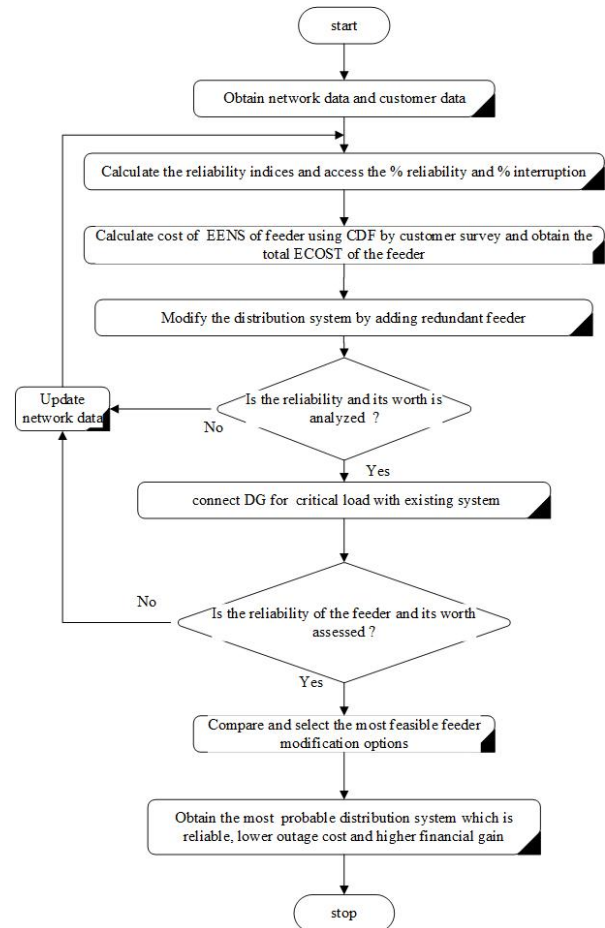 start
Obtain network data and customer data
Calculate the reliability indices and access the % reliability and % interruption
Calculate cost of EENS of feeder using CDF by customer survey and obtain the
total ECOST of the feeder
Modify the distribution system by adding redundant feeder
Is the reliability and its worth is
analyzed ?
Update
network data
No
Yes
connect DG for critical load with existing system
No
Is the reliability of the feeder and its worth
assessed ?
Yes
Compare and select the most feasible feeder
modification options
Obtain the most probable distribution system which is
reliable, lower outage cost and higher financial gain
stop